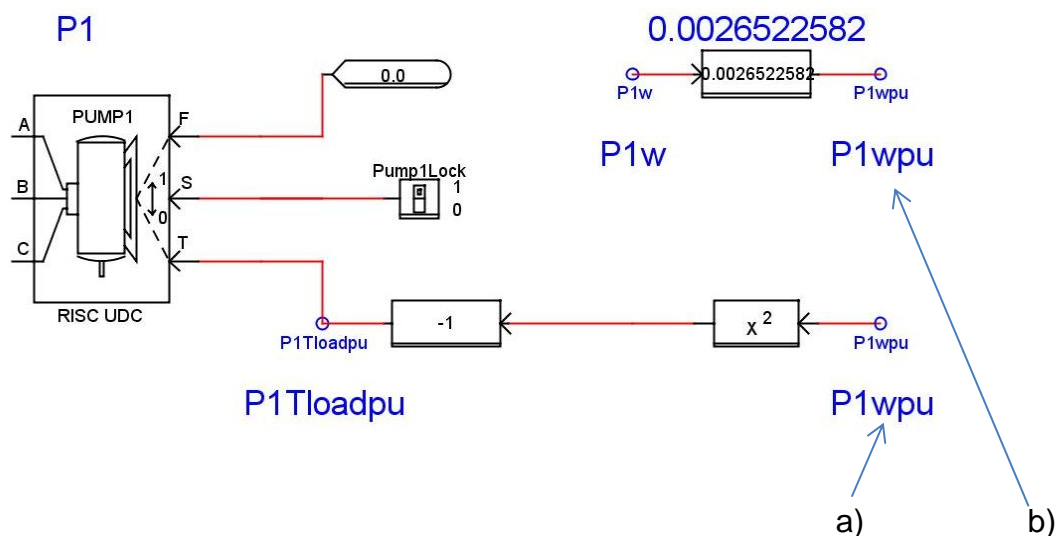 P1
0.0026522582
0.0
0.0026522582
P1w
P1wpu
PUMP1
A
F
P1w
P1wpu
Pump1Lock
1
1
B
S
0
0
C
T
RISC UDC
-1
X 2
P1Tloadpu
P1wpu
P1Tloadpu
P1wpu
a)
b)